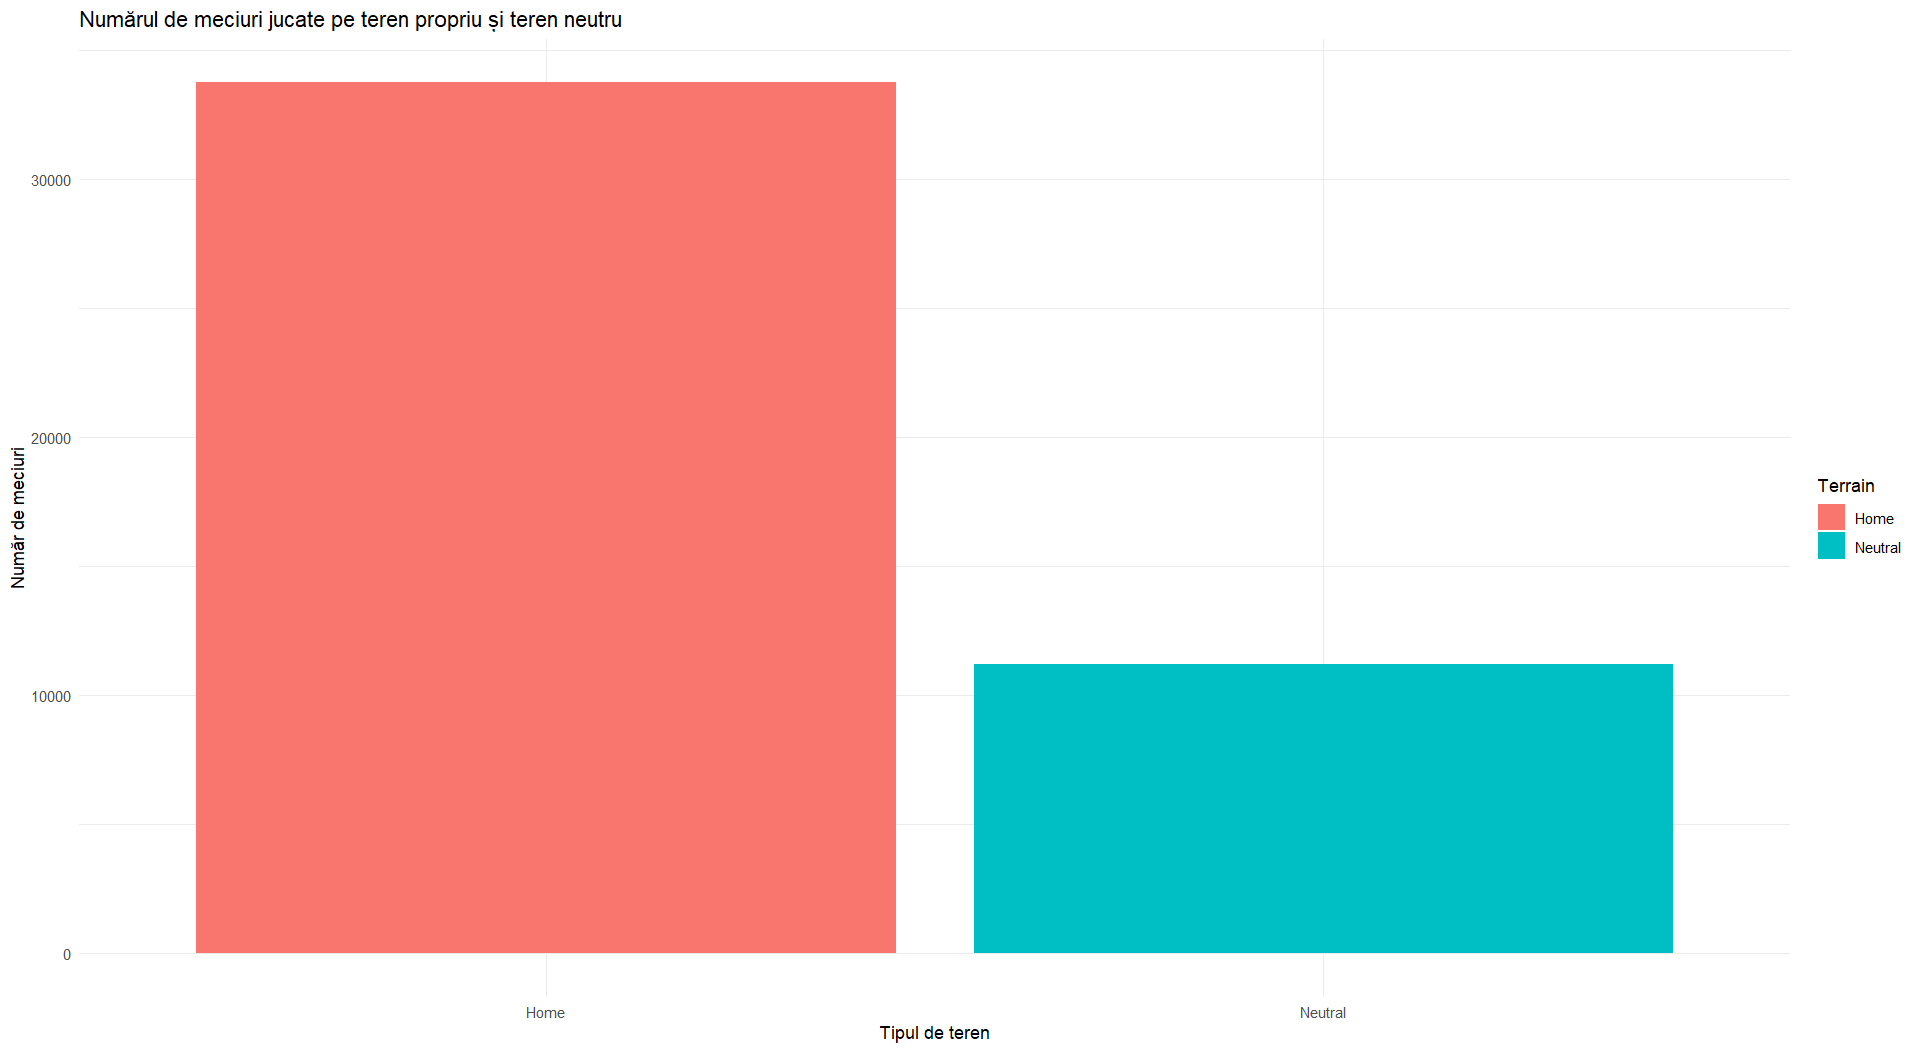 Numărul de meciuri jucate pe teren propriu și teren neutru
Număr de meciuri
30000
20000
10000
0
Home
Neutral
Tipul de teren
Terrain
Home
Neutral